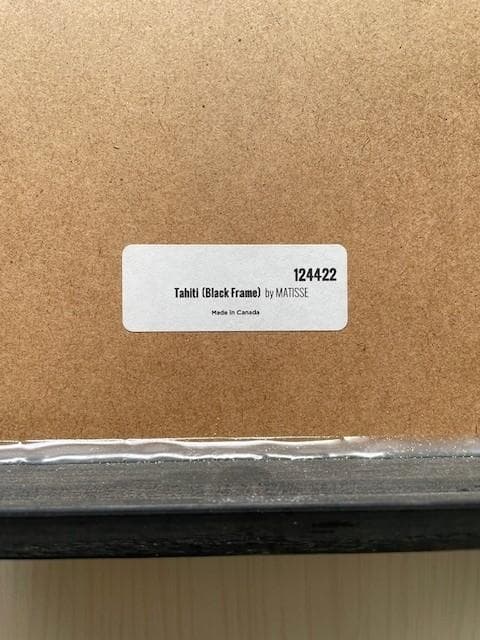 124422
Tahiti (Black Frame) by MATISSE
Made in Canada